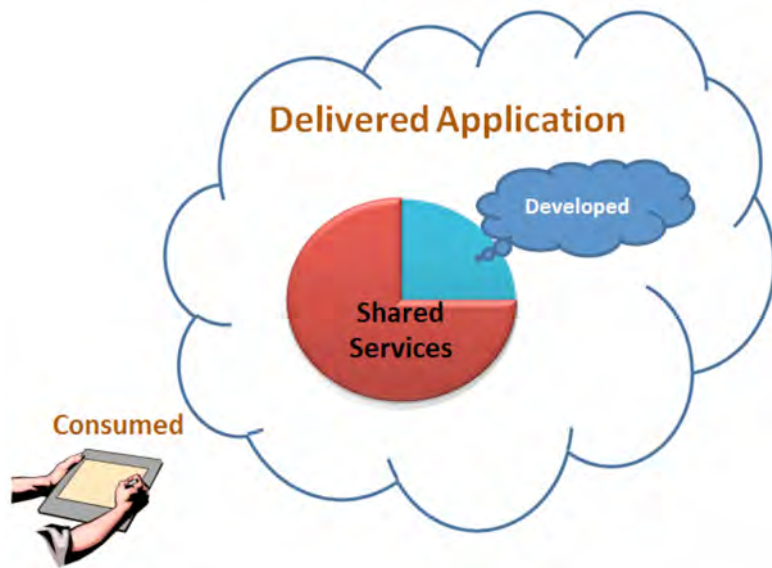 Delivered Application
Developed
Shared
Services
Consumed